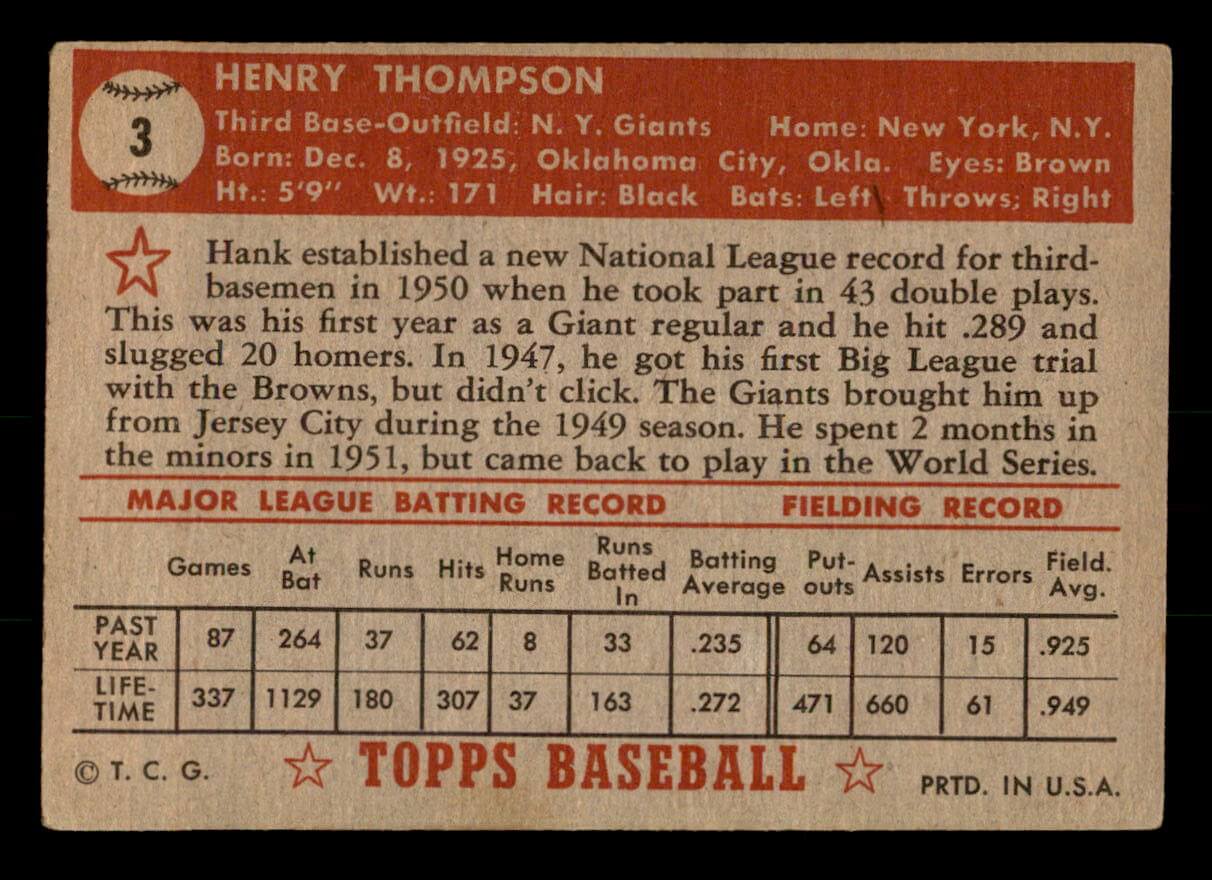 3
HENRY THOMPSON
Third Base-Outfield: N. Y. Giants Home: New York, N.Y.
Born: Dec. 8, 1925, Oklahoma City, Okla. Eyes: Brown
Ht.: 5'9" Wt.: 171 Hair: Black Bats: Left Throws: Right
Hank established a new National League record for third-
basemen in 1950 when he took part in 43 double plays.
This was his first year as a Giant regular and he hit .289 and
slugged 20 homers. In 1947, he got his first Big League trial
with the Browns, but didn't click. The Giants brought him up
from Jersey City during the 1949 season. He spent 2 months in
the minors in 1951, but came back to play in the World Series.
MAJOR LEAGUE BATTING RECORD FIELDING RECORD
Games At Bat Runs Hits Home Runs Runs Batted In Batting Average Put-outs Assists Errors Field. Avg.
PAST YEAR 87 264 37 62 8 33 .235 64 120 15 .925
LIFE-TIME 337 1129 180 307 37 163 .272 471 660 61 .949
© T. C. G. TOPPS BASEBALL PRTD. IN U.S.A.